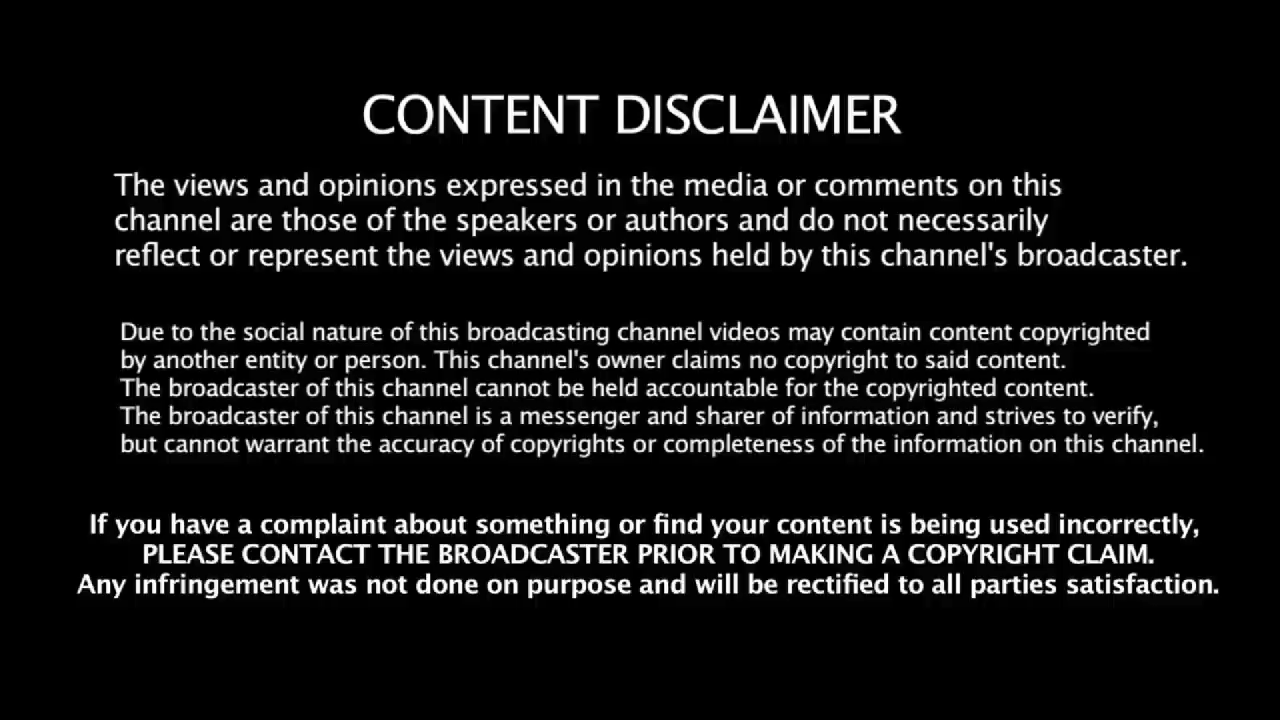 CONTENT DISCLAIMER
The views and opinions expressed in the media or comments on this
channel are those of the speakers or authors and do not necessarily
reflect or represent the views and opinions held by this channel's broadcaster.
Due to the social nature of this broadcasting channel videos may contain content copyrighted
by another entity or person. This channel's owner claims no copyright to said content.
The broadcaster of this channel cannot be held accountable for the copyrighted content.
The broadcaster of this channel is a messenger and sharer of information and strives to verify,
but cannot warrant the accuracy of copyrights or completeness of the information on this channel.
If you have a complaint about something or find your content is being used incorrectly,
PLEASE CONTACT THE BROADCASTER PRIOR TO MAKING A COPYRIGHT CLAIM.
Any infringement was not done on purpose and will be rectified to all parties satisfaction.